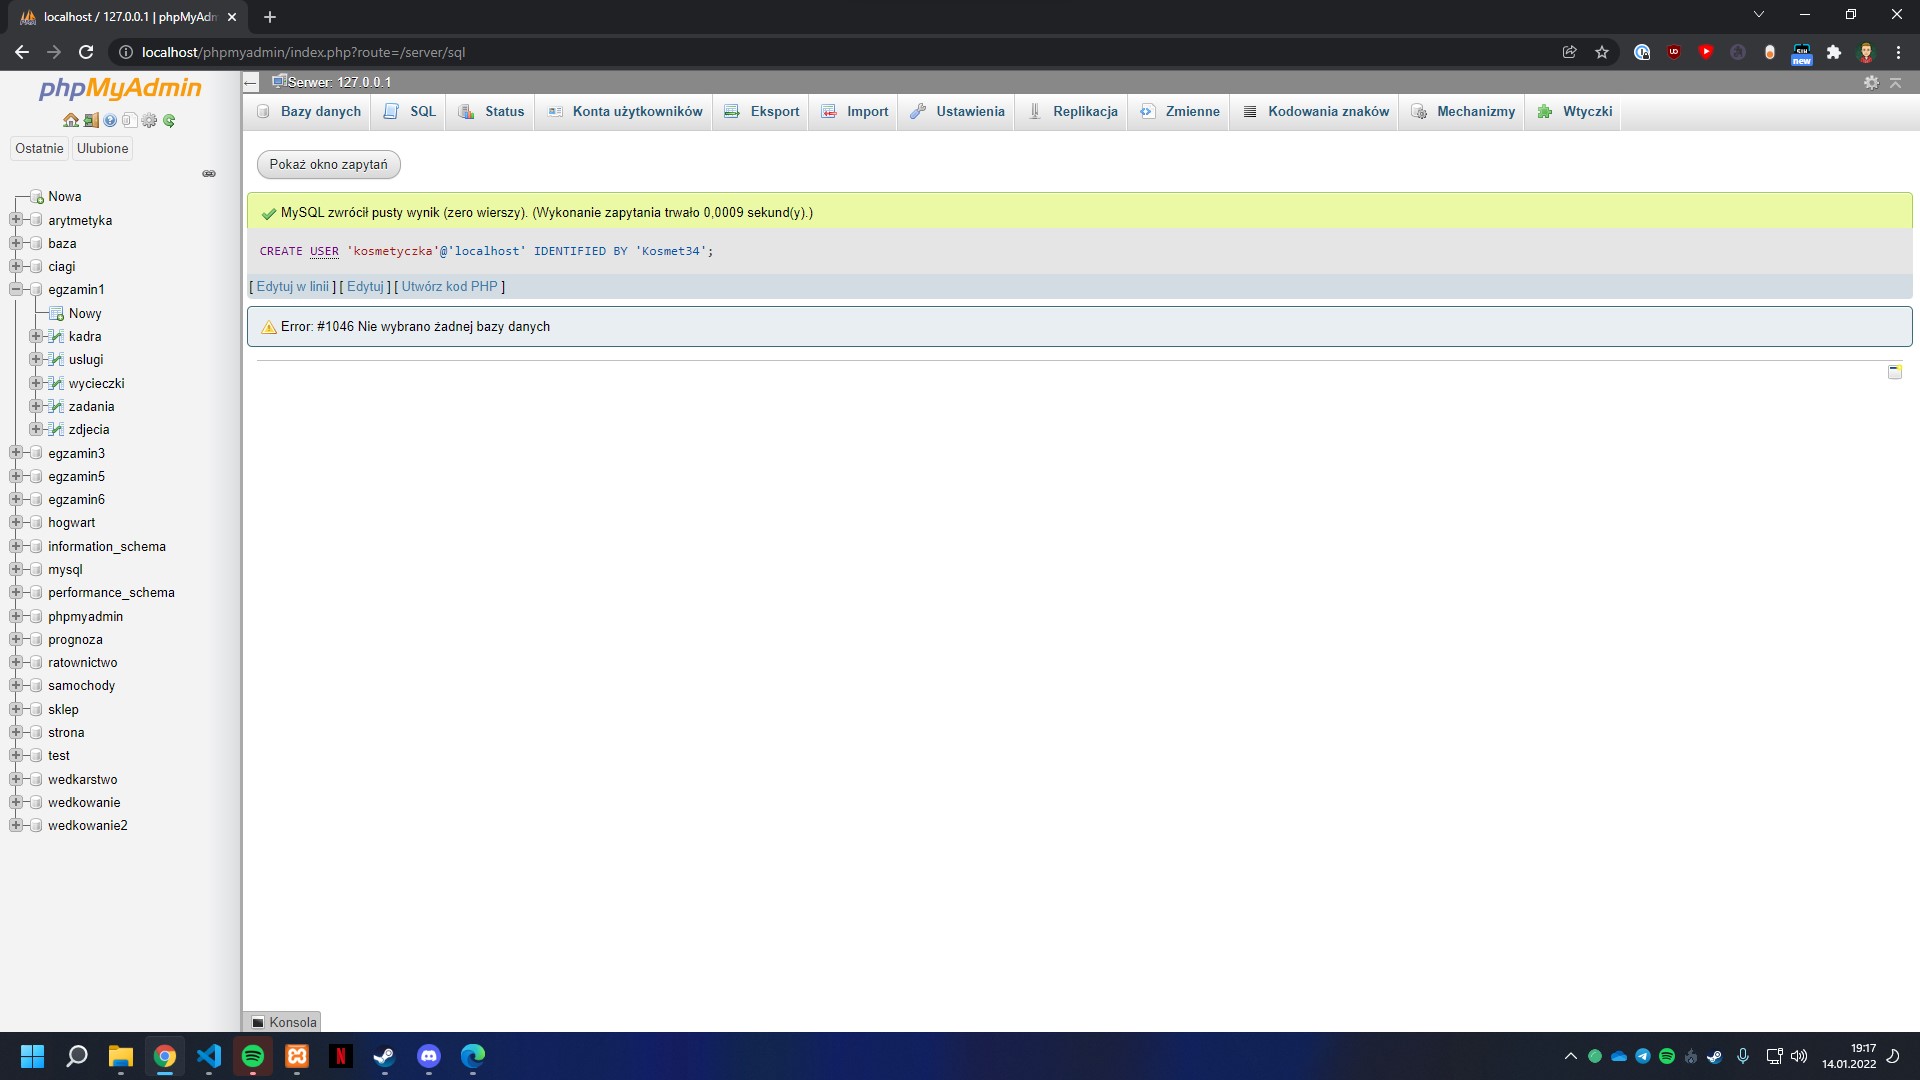 localhost / 127.0.0.1 | phpMyAdm
localhost/phpmyadmin/index.php?route=/server/sql
new
phpMyAdmin
Ostatnie
Ulubione
Nowa
arytmetyka
baza
ciagi
egzamin1
Nowy
kadra
uslugi
wycieczki
zadania
zdjecia
egzamin3
egzamin5
egzamin6
hogwart
information_schema
mysql
performance_schema
phpmyadmin
prognoza
ratownictwo
samochody
sklep
strona
test
wedkarstwo
wedkowanie
wedkowanie2
Serwer: 127.0.0.1
Bazy danych
SQL
Status
Konta użytkowników
Eksport
Import
Ustawienia
Replikacja
Zmienne
Kodowania znaków
Mechanizmy
Wtyczki
Pokaż okno zapytań
MySQL zwrócił pusty wynik (zero wierszy). (Wykonanie zapytania trwało 0,0009 sekund(y).)
CREATE USER 'kosmetyczka'@'localhost' IDENTIFIED BY 'Kosmet34';
[ Edytuj w linii ] [ Edytuj ] [ Utwórz kod PHP ]
Error: #1046 Nie wybrano żadnej bazy danych
Konsola
19:17
14.01.2022